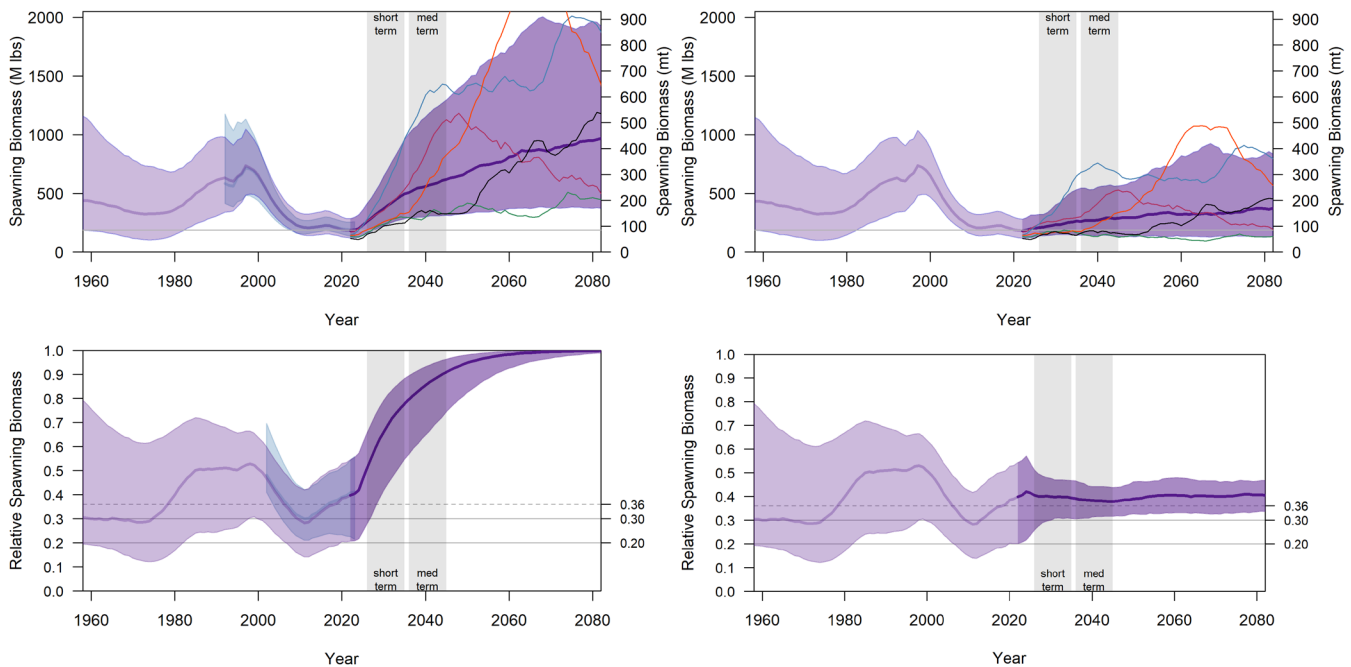 2000
1500
1000
500
0
Spawning Biomass (M lbs)
short
term
med
term
900
800
700
600
500
400
300
200
100
0
Spawning Biomass (mt)
1960 1980 2000 2020 2040 2060 2080
Year
2000
1500
1000
500
0
Spawning Biomass (M lbs)
short
term
med
term
900
800
700
600
500
400
300
200
100
0
Spawning Biomass (mt)
1960 1980 2000 2020 2040 2060 2080
Year
1.0
0.9
0.8
0.7
0.6
0.5
0.4
0.3
0.2
0.1
0.0
Relative Spawning Biomass
0.36
0.30
0.20
short
term
med
term
1960 1980 2000 2020 2040 2060 2080
Year
1.0
0.9
0.8
0.7
0.6
0.5
0.4
0.3
0.2
0.1
0.0
Relative Spawning Biomass
0.36
0.30
0.20
short
term
med
term
1960 1980 2000 2020 2040 2060 2080
Year